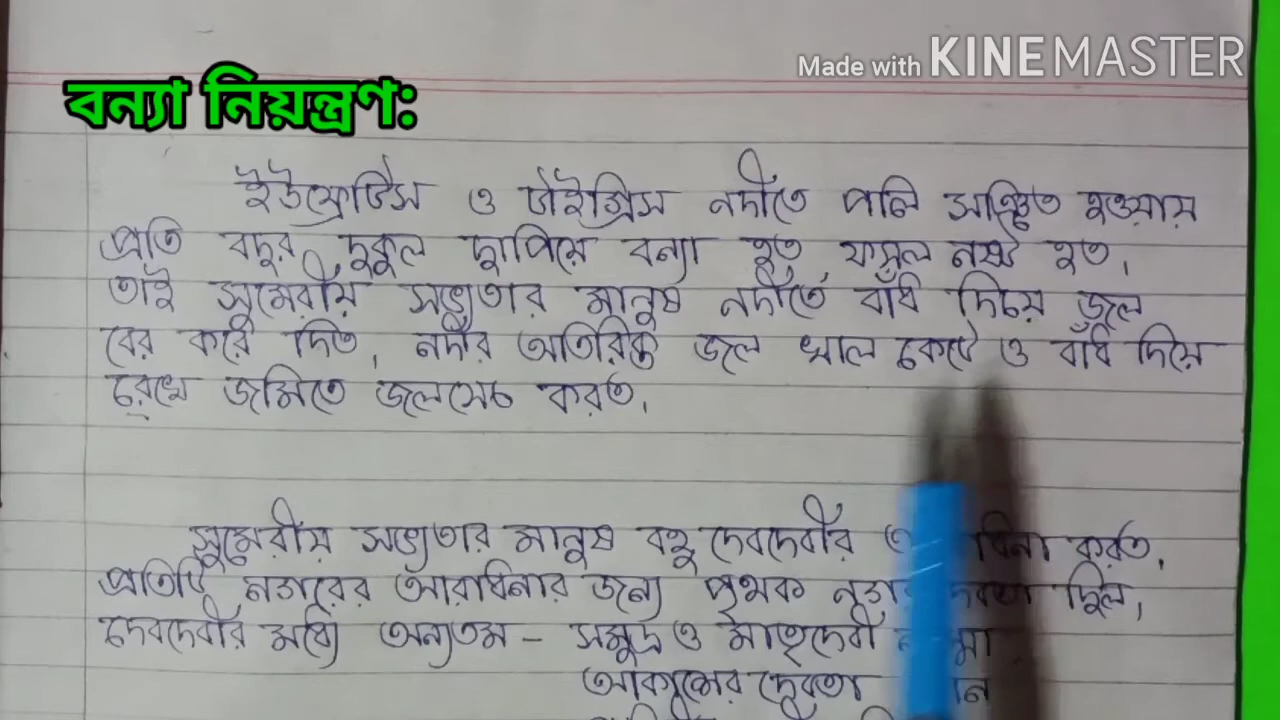 Made with KINEMASTER
বন্যা নিয়ন্ত্রণ:
ইউফ্রেটিস ও টাইগ্রিস নদীতে পলি সঞ্চিত হওয়ায়
প্রতি বছর দুকুল ছাপিয়ে বন্যা হত, ফসল নষ্ট হত।
তাই সুমেরীয় সভ্যতার মানুষ নদীতে বাঁধ দিয়ে জল
বের করে দিত, নদীর অতিরিক্ত জল খাল কেটে ও বাঁধ দিয়ে
রেখে জমিতে জলসেচ করত।
সুমেরীয় সভ্যতার মানুষ বহু দেবদেবীর করত,
প্রতিটি নগরের আরাধনার জন্য পৃথক ছিল,
দেবদেবীর মধ্যে অন্যতম – সমুদ্র ও মাতৃদেবী
আকাশের দেবতা